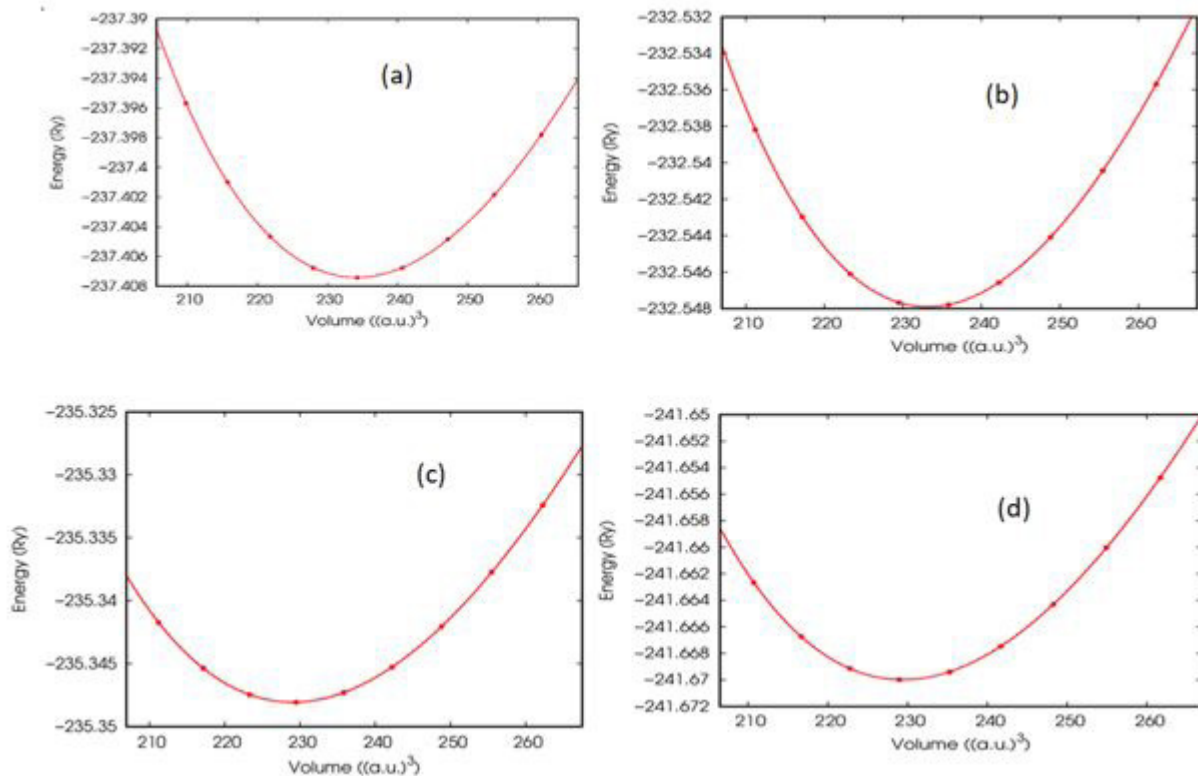 −237.39
−237.392
−237.394
−237.396
−237.398
−237.4
−237.402
−237.404
−237.406
−237.408
Energy (Ry)
(a)
210 220 230 240 250 260
Volume ((a.u.)³)
−232.532
−232.534
−232.536
−232.538
−232.54
−232.542
−232.544
−232.546
−232.548
Energy (Ry)
(b)
210 220 230 240 250 260
Volume ((a.u.)³)
−235.325
−235.33
−235.335
−235.34
−235.345
−235.35
Energy (Ry)
(c)
210 220 230 240 250 260
Volume ((a.u.)³)
−241.65
−241.652
−241.654
−241.656
−241.658
−241.66
−241.662
−241.664
−241.666
−241.668
−241.67
−241.672
Energy (Ry)
(d)
210 220 230 240 250 260
Volume ((a.u.)³)